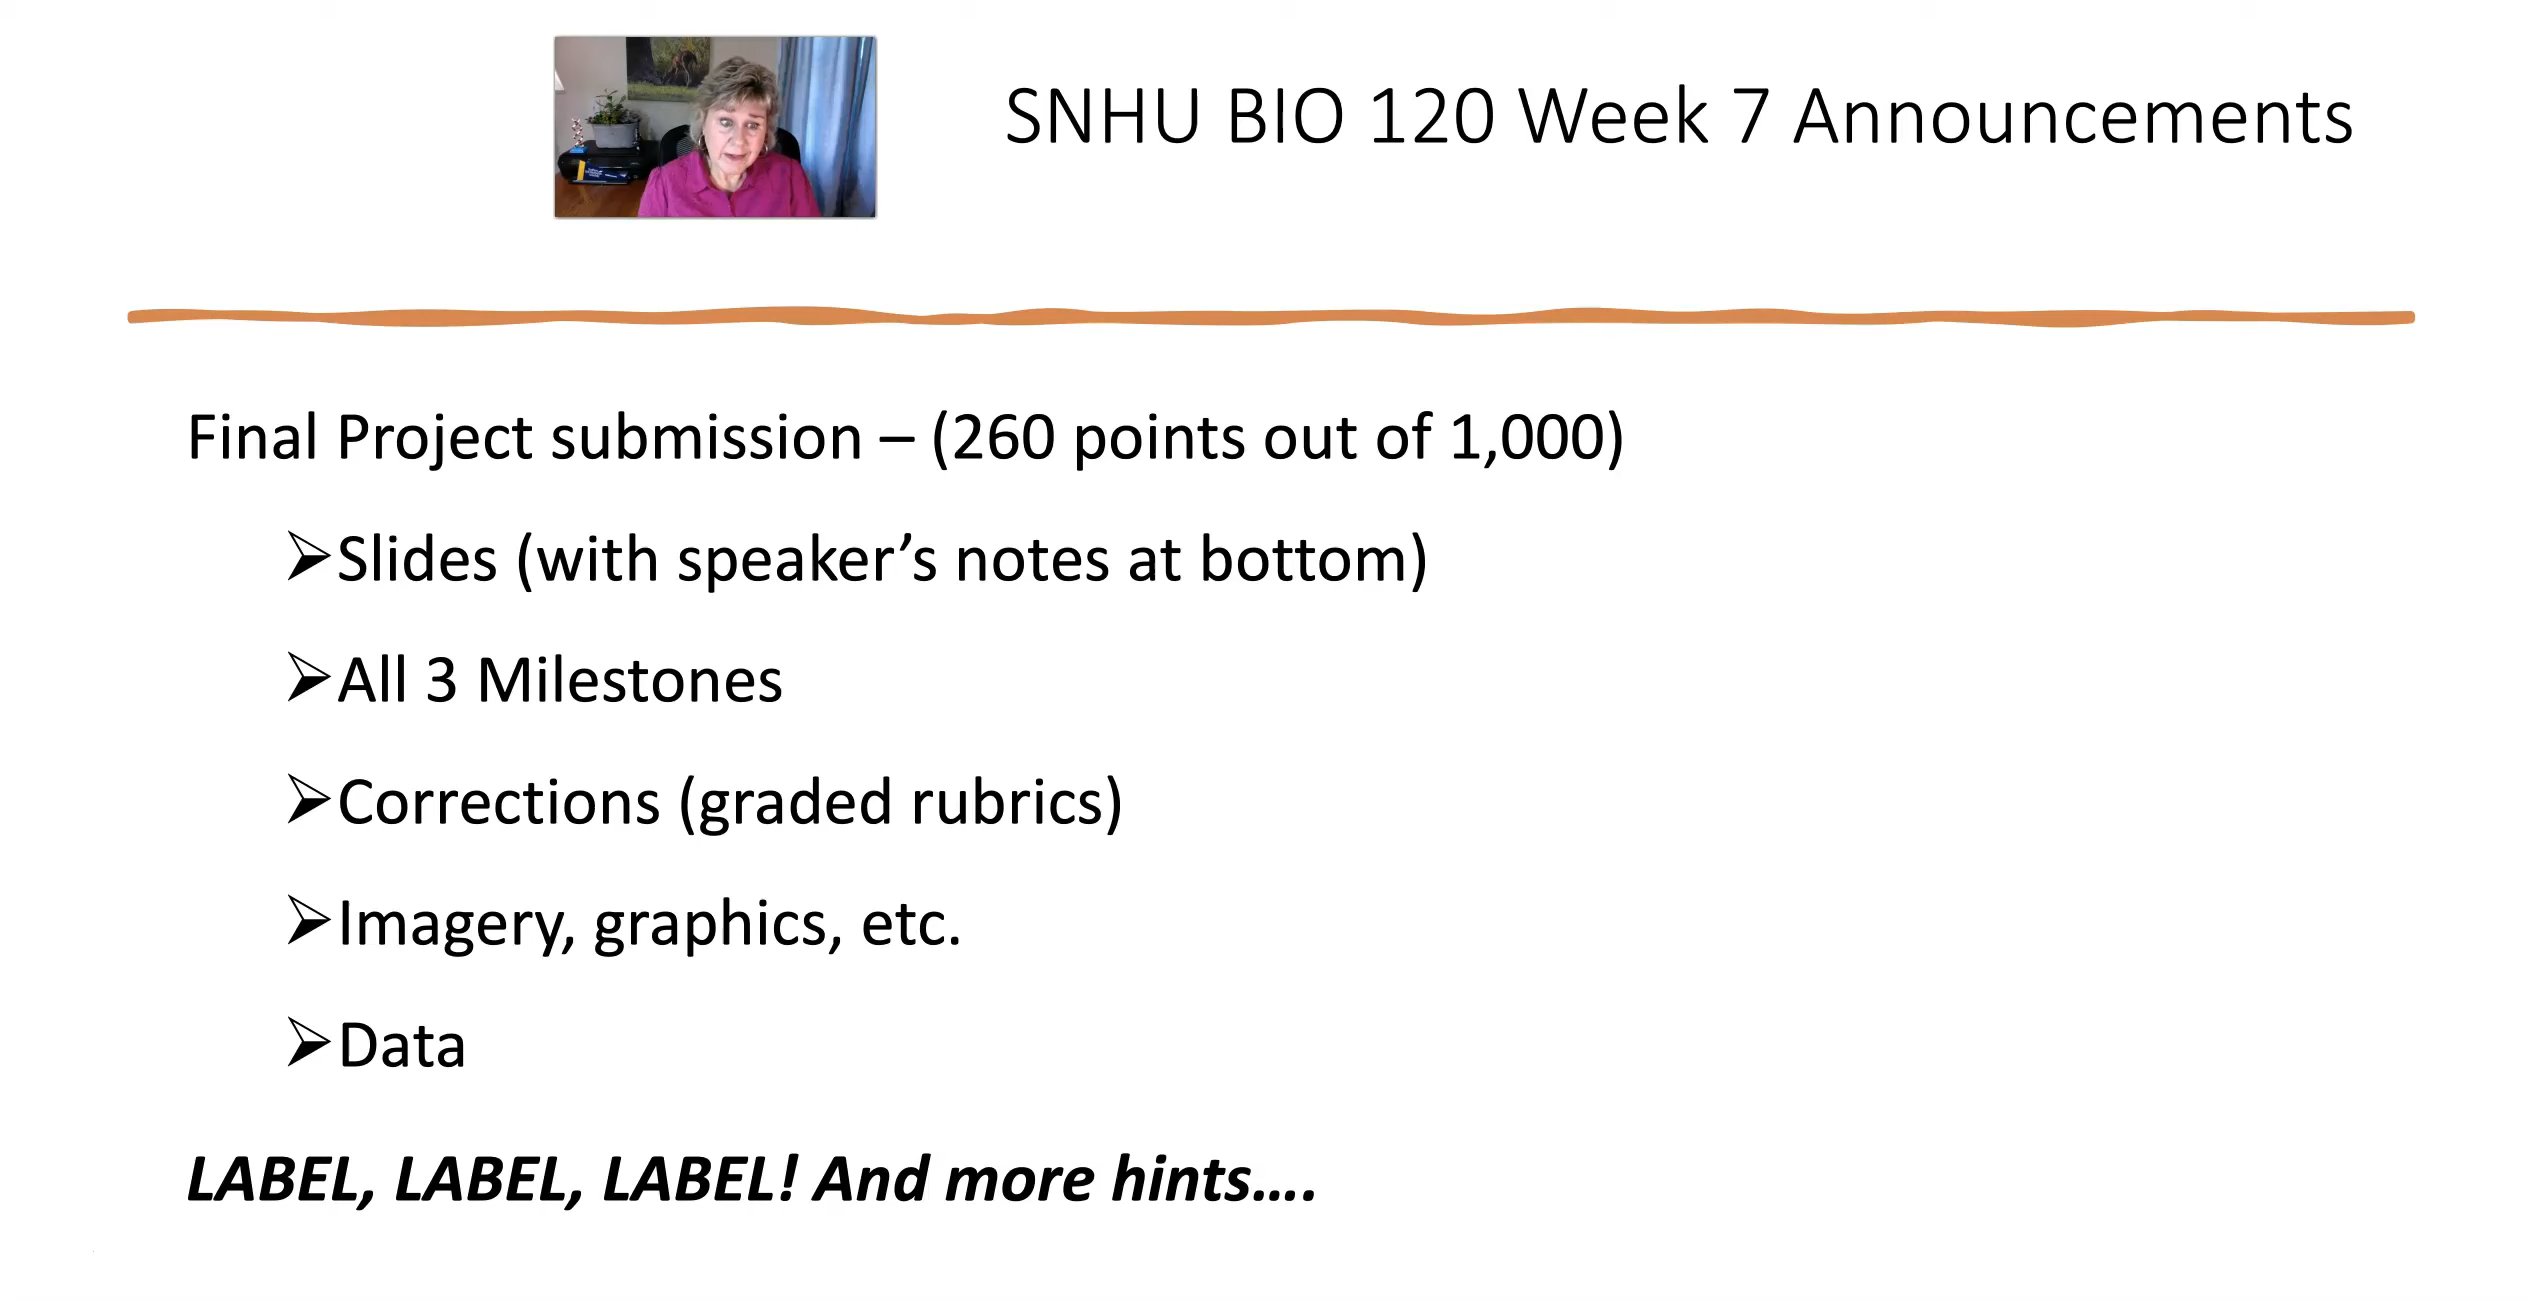 SNHU BIO 120 Week 7 Announcements
Final Project submission – (260 points out of 1,000)
➢Slides (with speaker’s notes at bottom)
➢All 3 Milestones
➢Corrections (graded rubrics)
➢Imagery, graphics, etc.
➢Data
LABEL, LABEL, LABEL! And more hints….